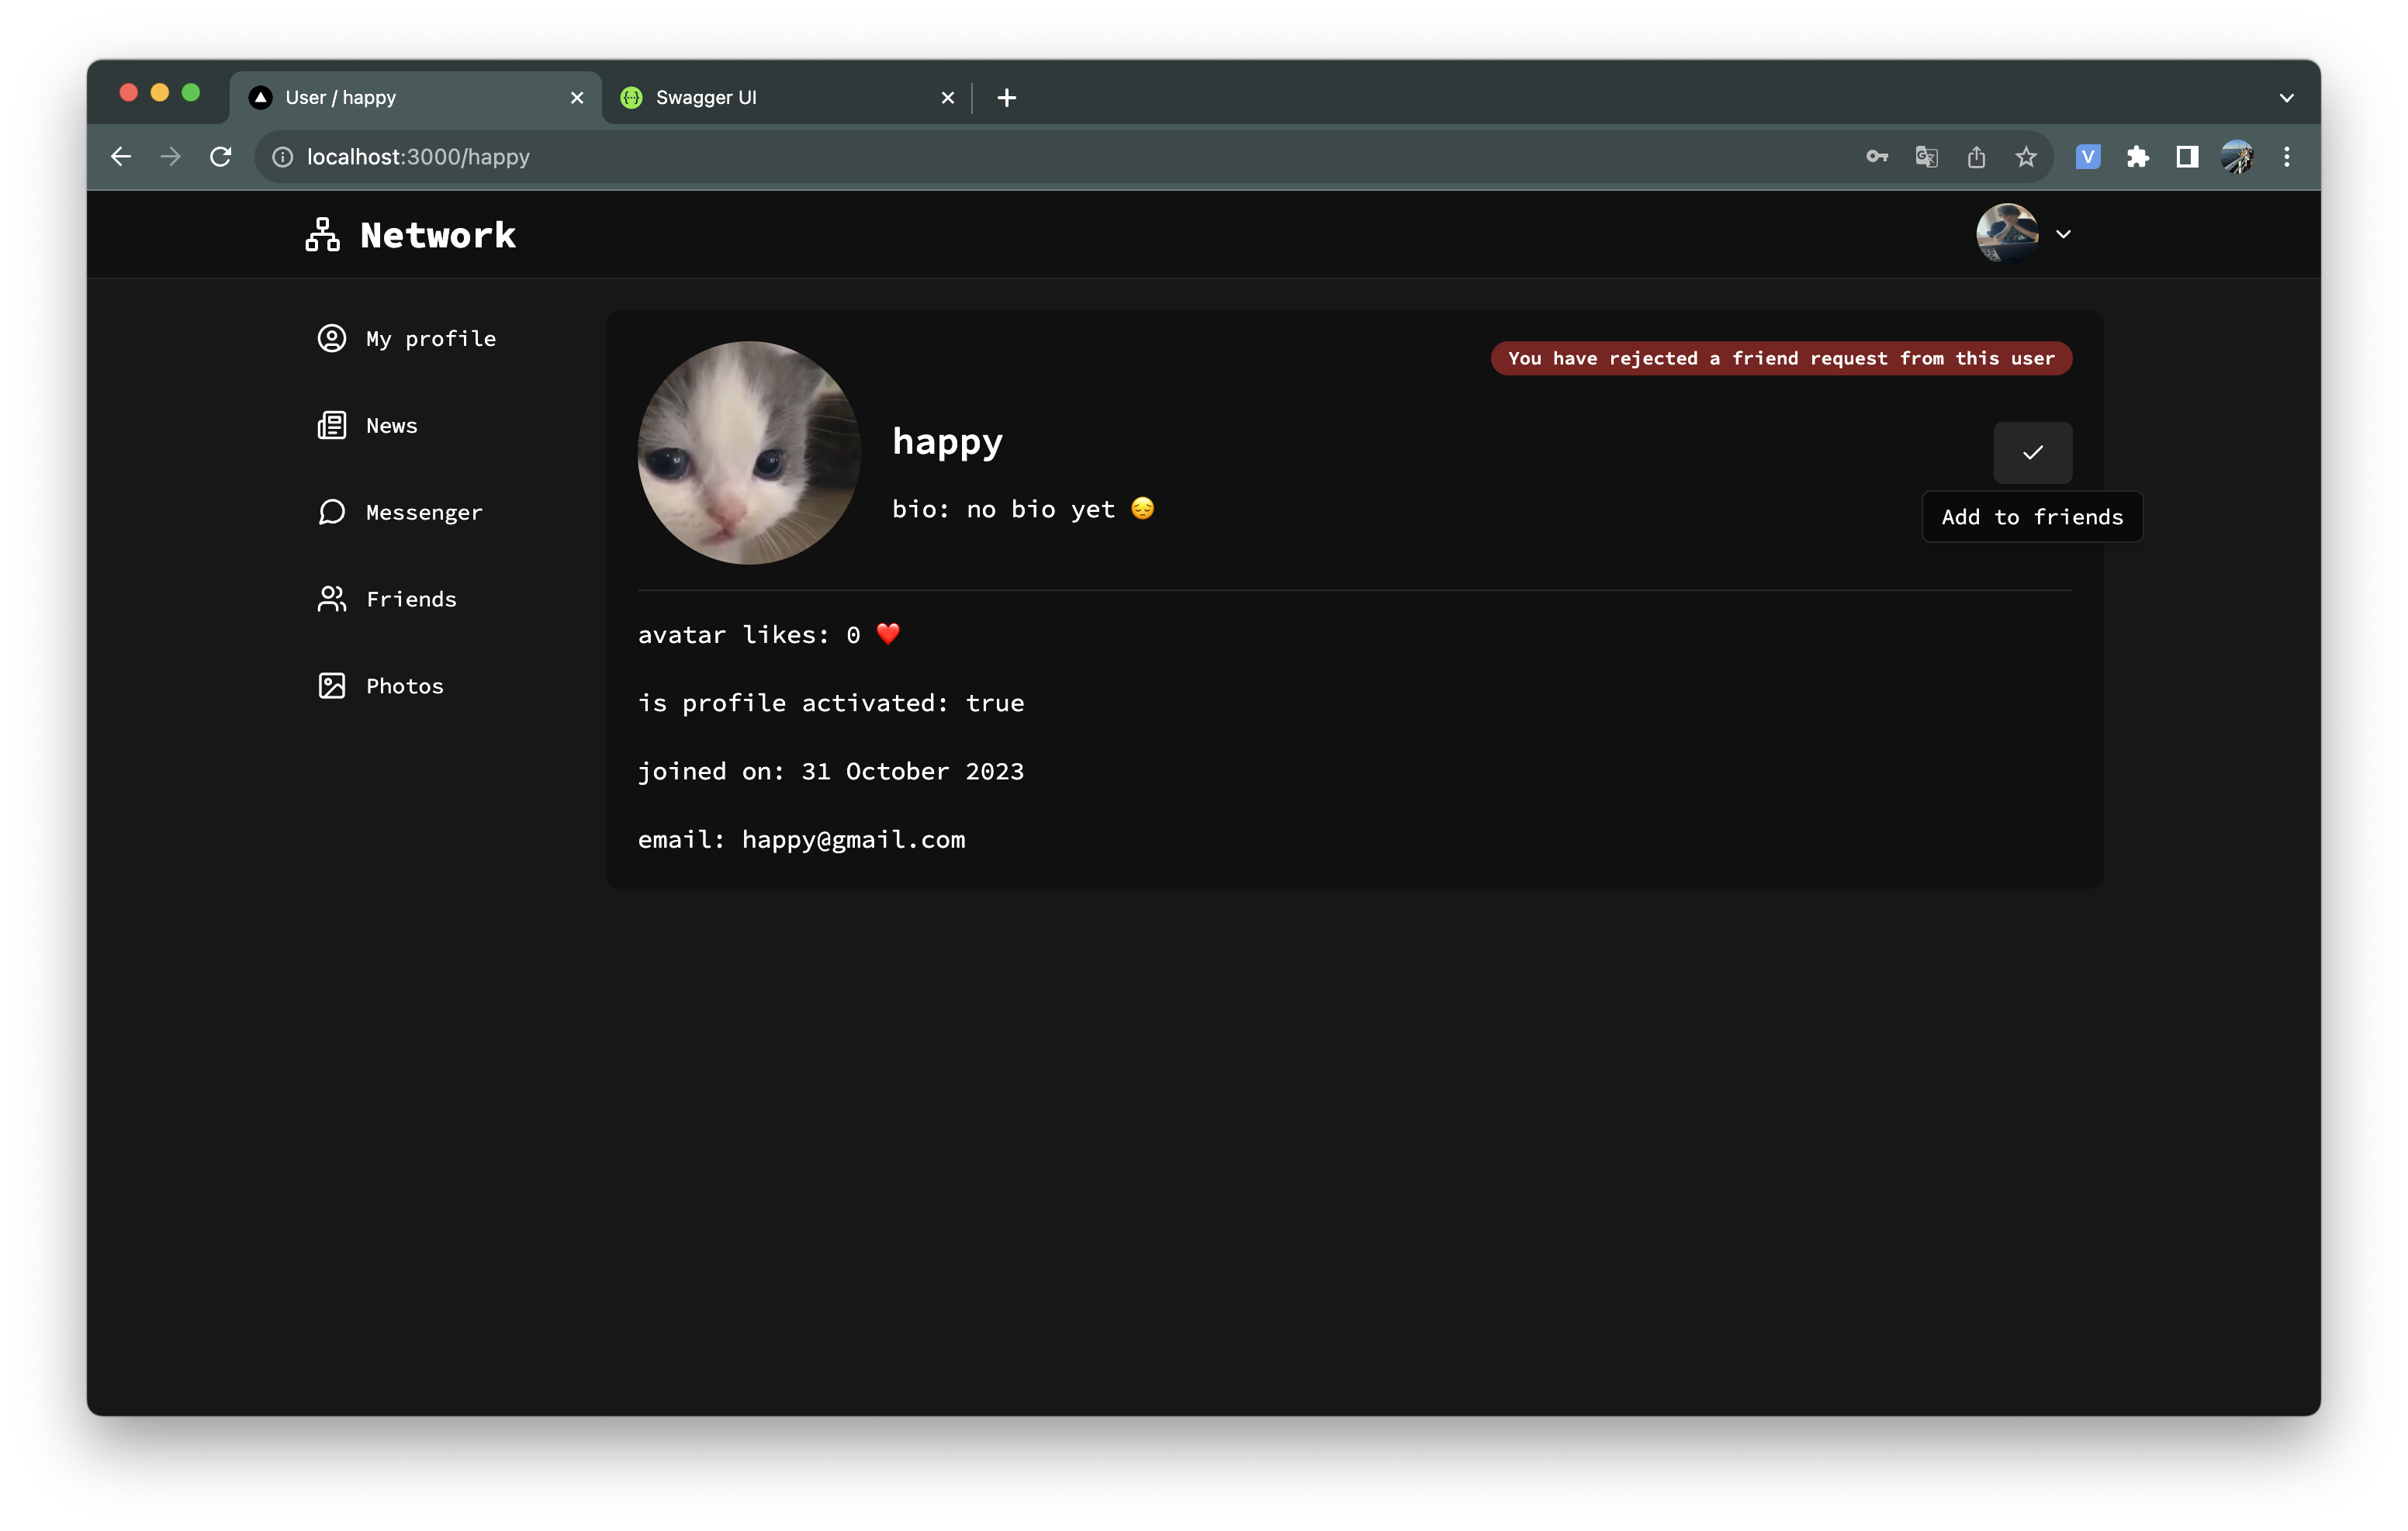 User / happy
Swagger UI
localhost:3000/happy
Network
My profile
News
Messenger
Friends
Photos
You have rejected a friend request from this user
happy
bio: no bio yet 😔
Add to friends
avatar likes: 0 ❤️
is profile activated: true
joined on: 31 October 2023
email: happy@gmail.com